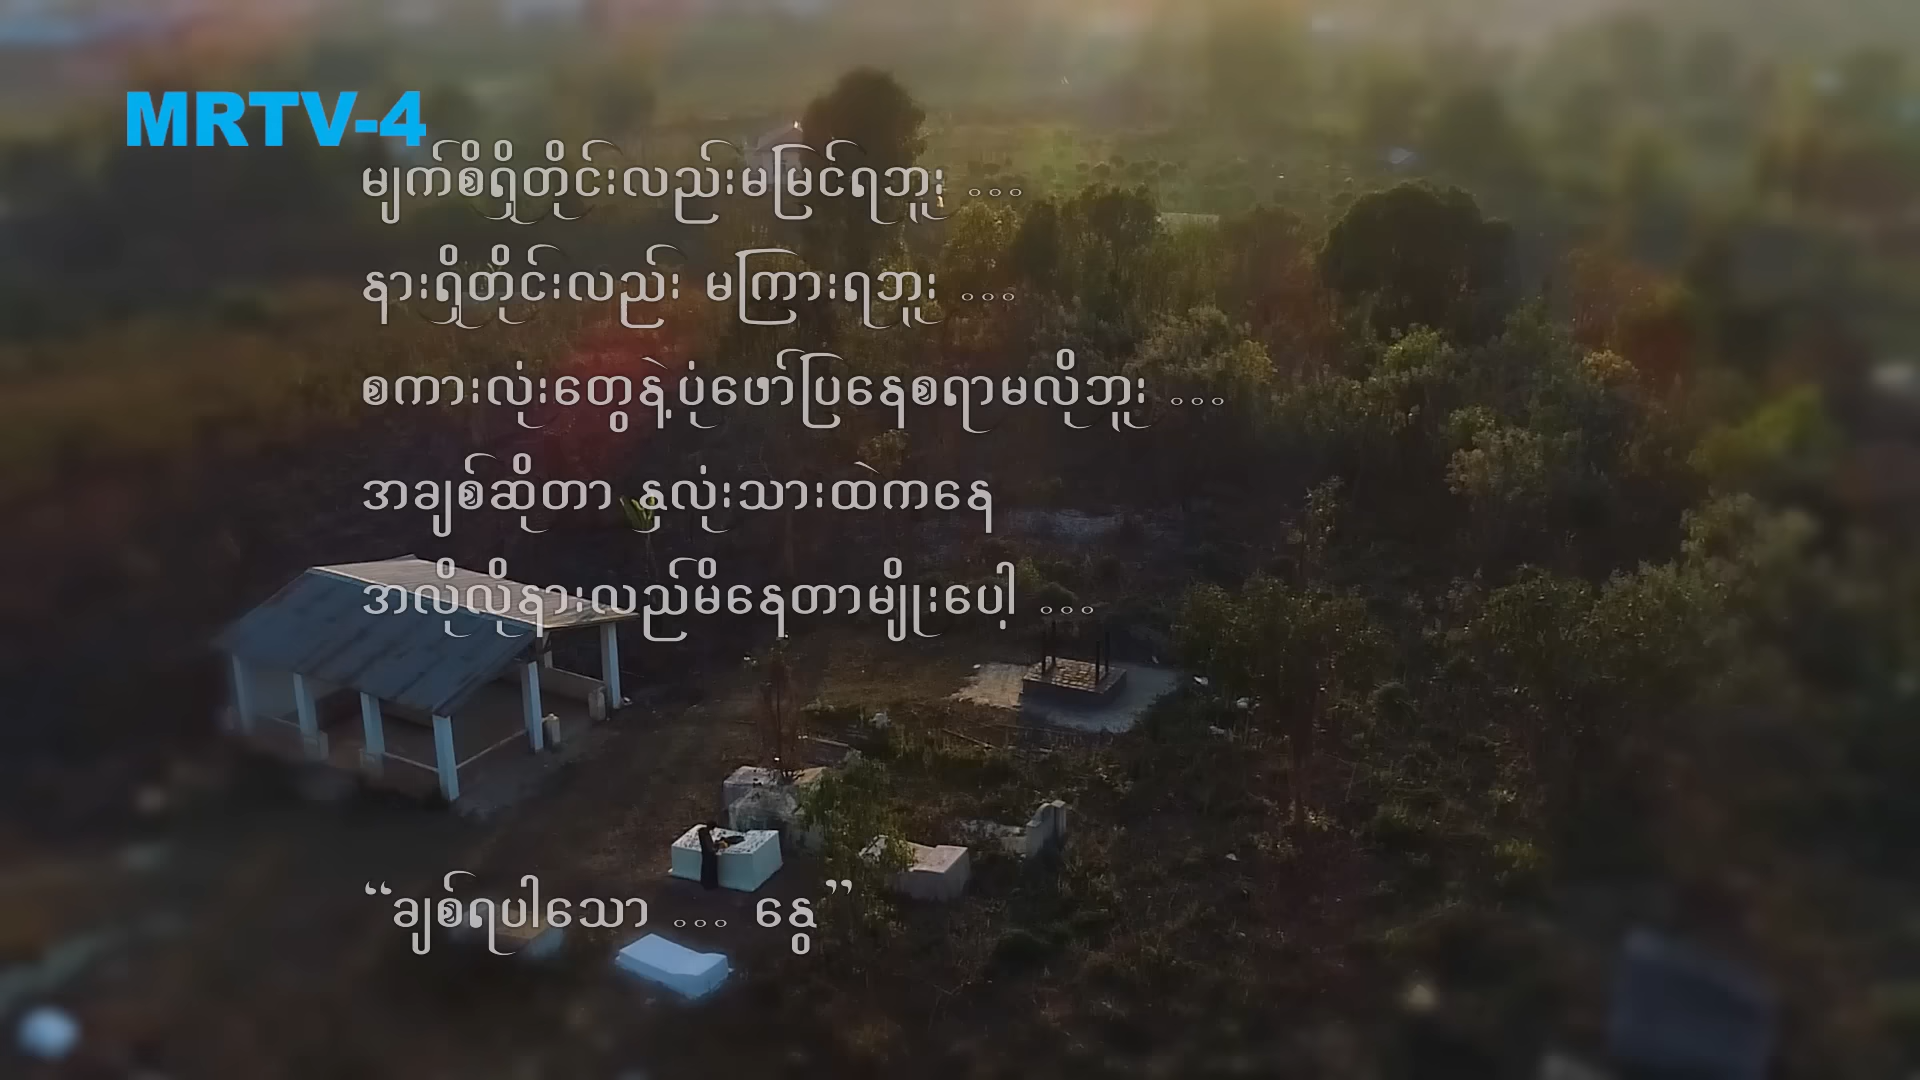 MRTV-4
မျက်စိရှိတိုင်းလည်းမမြင်ရဘူး ...
နားရှိတိုင်းလည်း မကြားရဘူး ...
စကားလုံးတွေနဲ့ပုံဖော်ပြနေစရာမလိုဘူး ...
အချစ်ဆိုတာ နှလုံးသားထဲကနေ
အလိုလိုနားလည်မိနေတာမျိုးပေါ့ ...
“ချစ်ရပါသော ... နွေ”